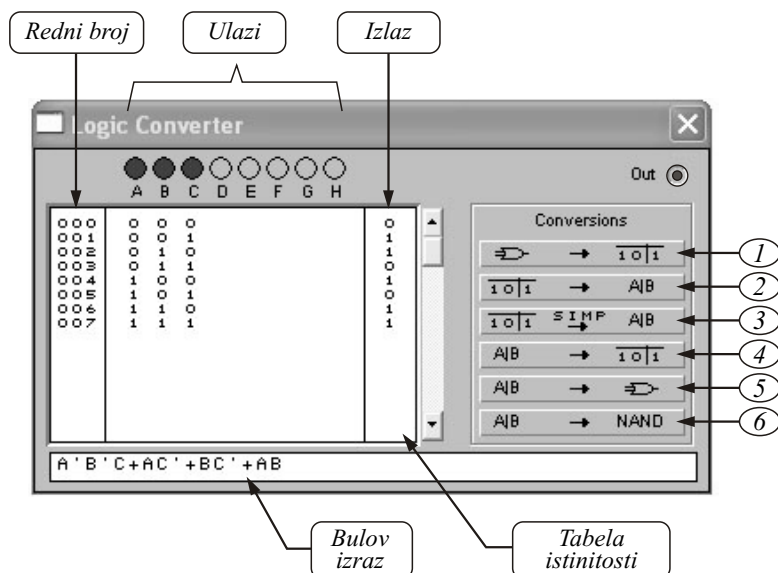 Redni broj
Ulazi
Izlaz
Logic Converter
A B C D E F G H
Out
000 0 0 0 0
001 0 0 1 1
002 0 1 0 1
003 0 1 1 0
004 1 0 0 1
005 1 0 1 0
006 1 1 0 1
007 1 1 1 1
Conversions
→ 1 0|1 1
1 0|1 → A|B 2
1 0|1 SIMP → A|B 3
A|B → 1 0|1 4
A|B → 5
A|B → NAND 6
A'B'C+AC'+BC'+AB
Bulov
izraz
Tabela
istinitosti